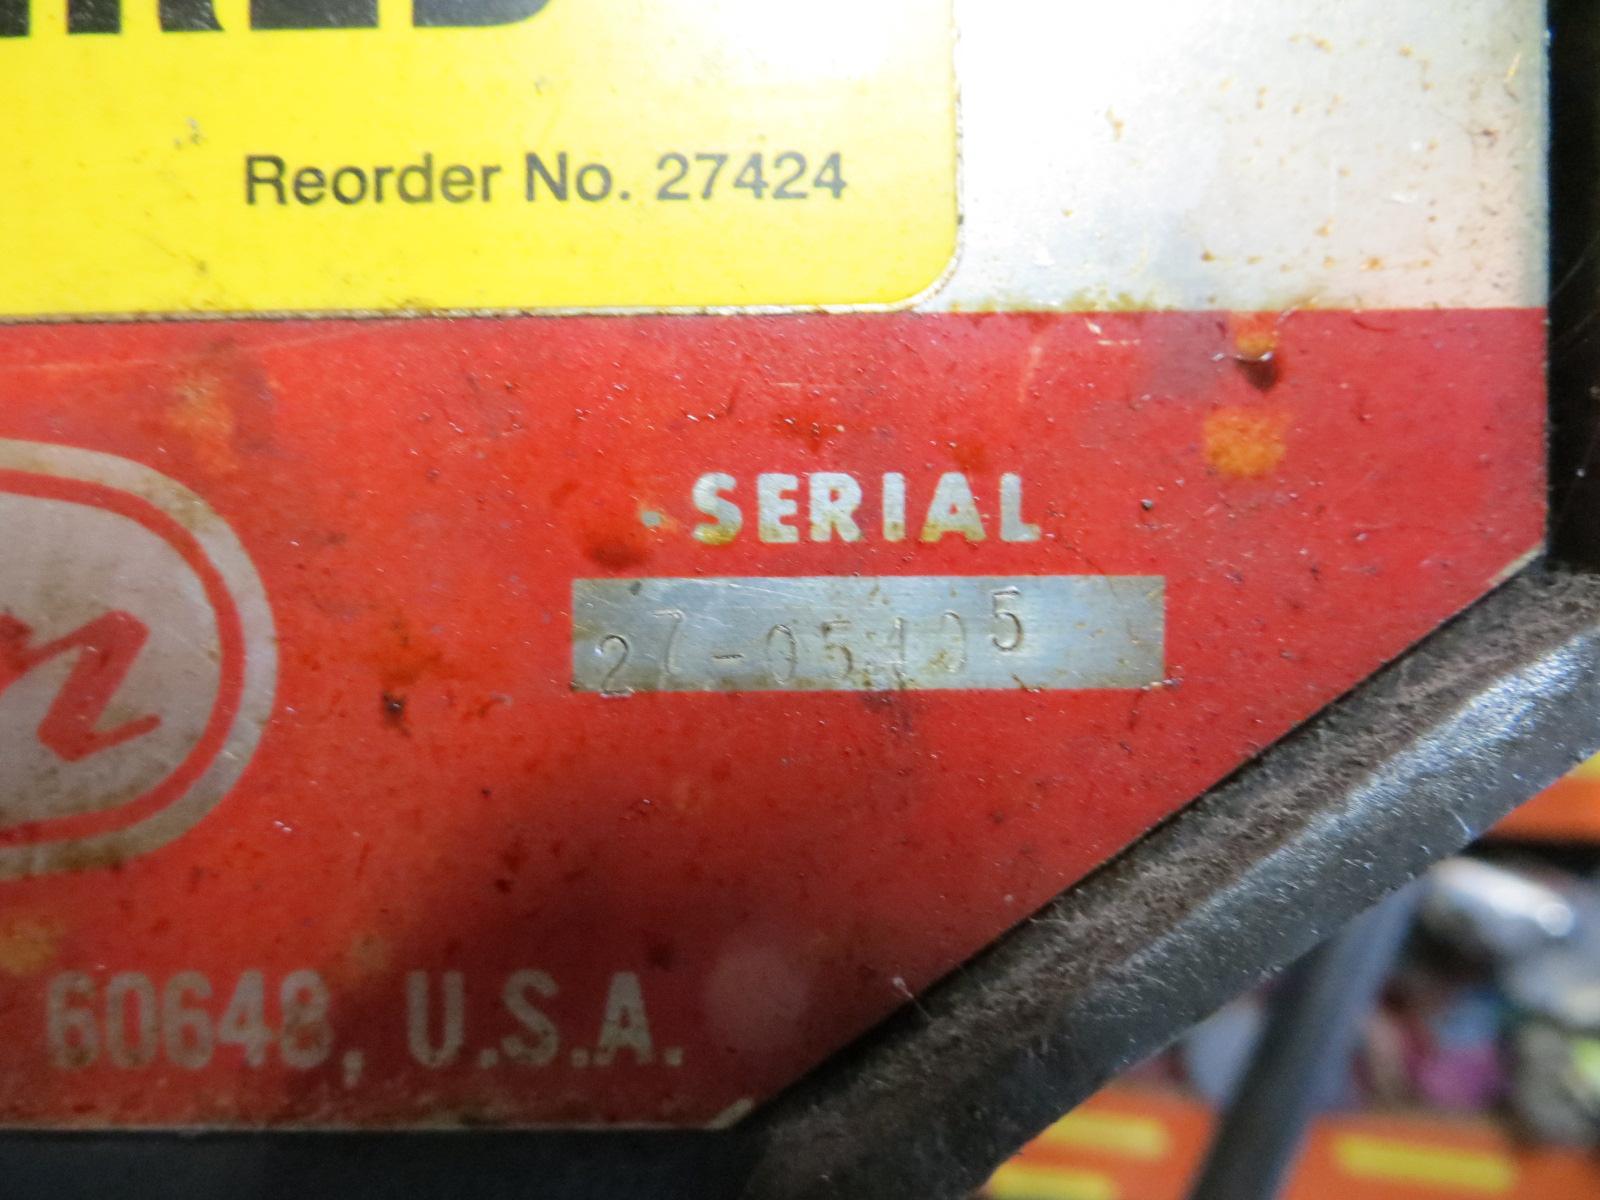 Reorder No. 27424
SERIAL
27-05405
60648, U.S.A.